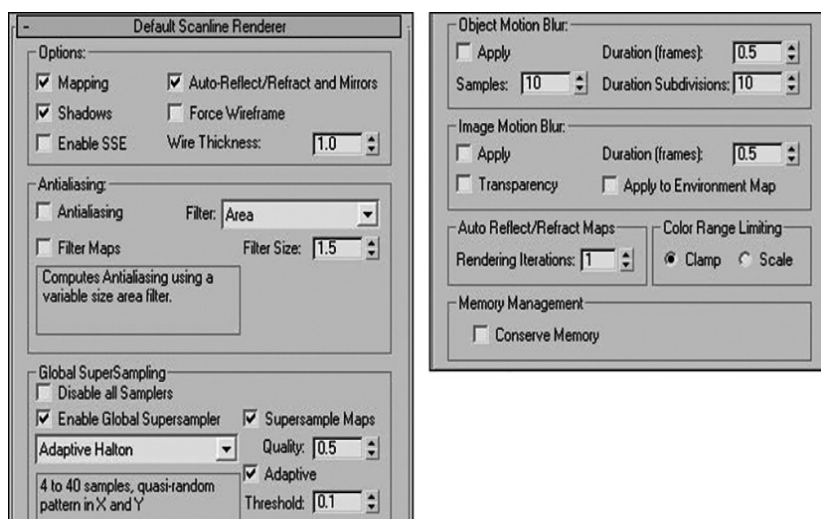 - Default Scanline Renderer
Options:
Mapping Auto-Reflect/Refract and Mirrors
Shadows Force Wireframe
Enable SSE Wire Thickness: 1.0
Antialiasing:
Antialiasing Filter: Area
Filter Maps Filter Size: 1.5
Computes Antialiasing using a
variable size area filter.
Global SuperSampling
Disable all Samplers
Enable Global Supersampler Supersample Maps
Adaptive Halton Quality: 0.5
Adaptive
4 to 40 samples, quasi-random
pattern in X and Y Threshold: 0.1
Object Motion Blur:
Apply Duration (frames): 0.5
Samples: 10 Duration Subdivisions: 10
Image Motion Blur:
Apply Duration (frames): 0.5
Transparency Apply to Environment Map
Auto Reflect/Refract Maps Color Range Limiting
Rendering Iterations: 1 Clamp Scale
Memory Management
Conserve Memory